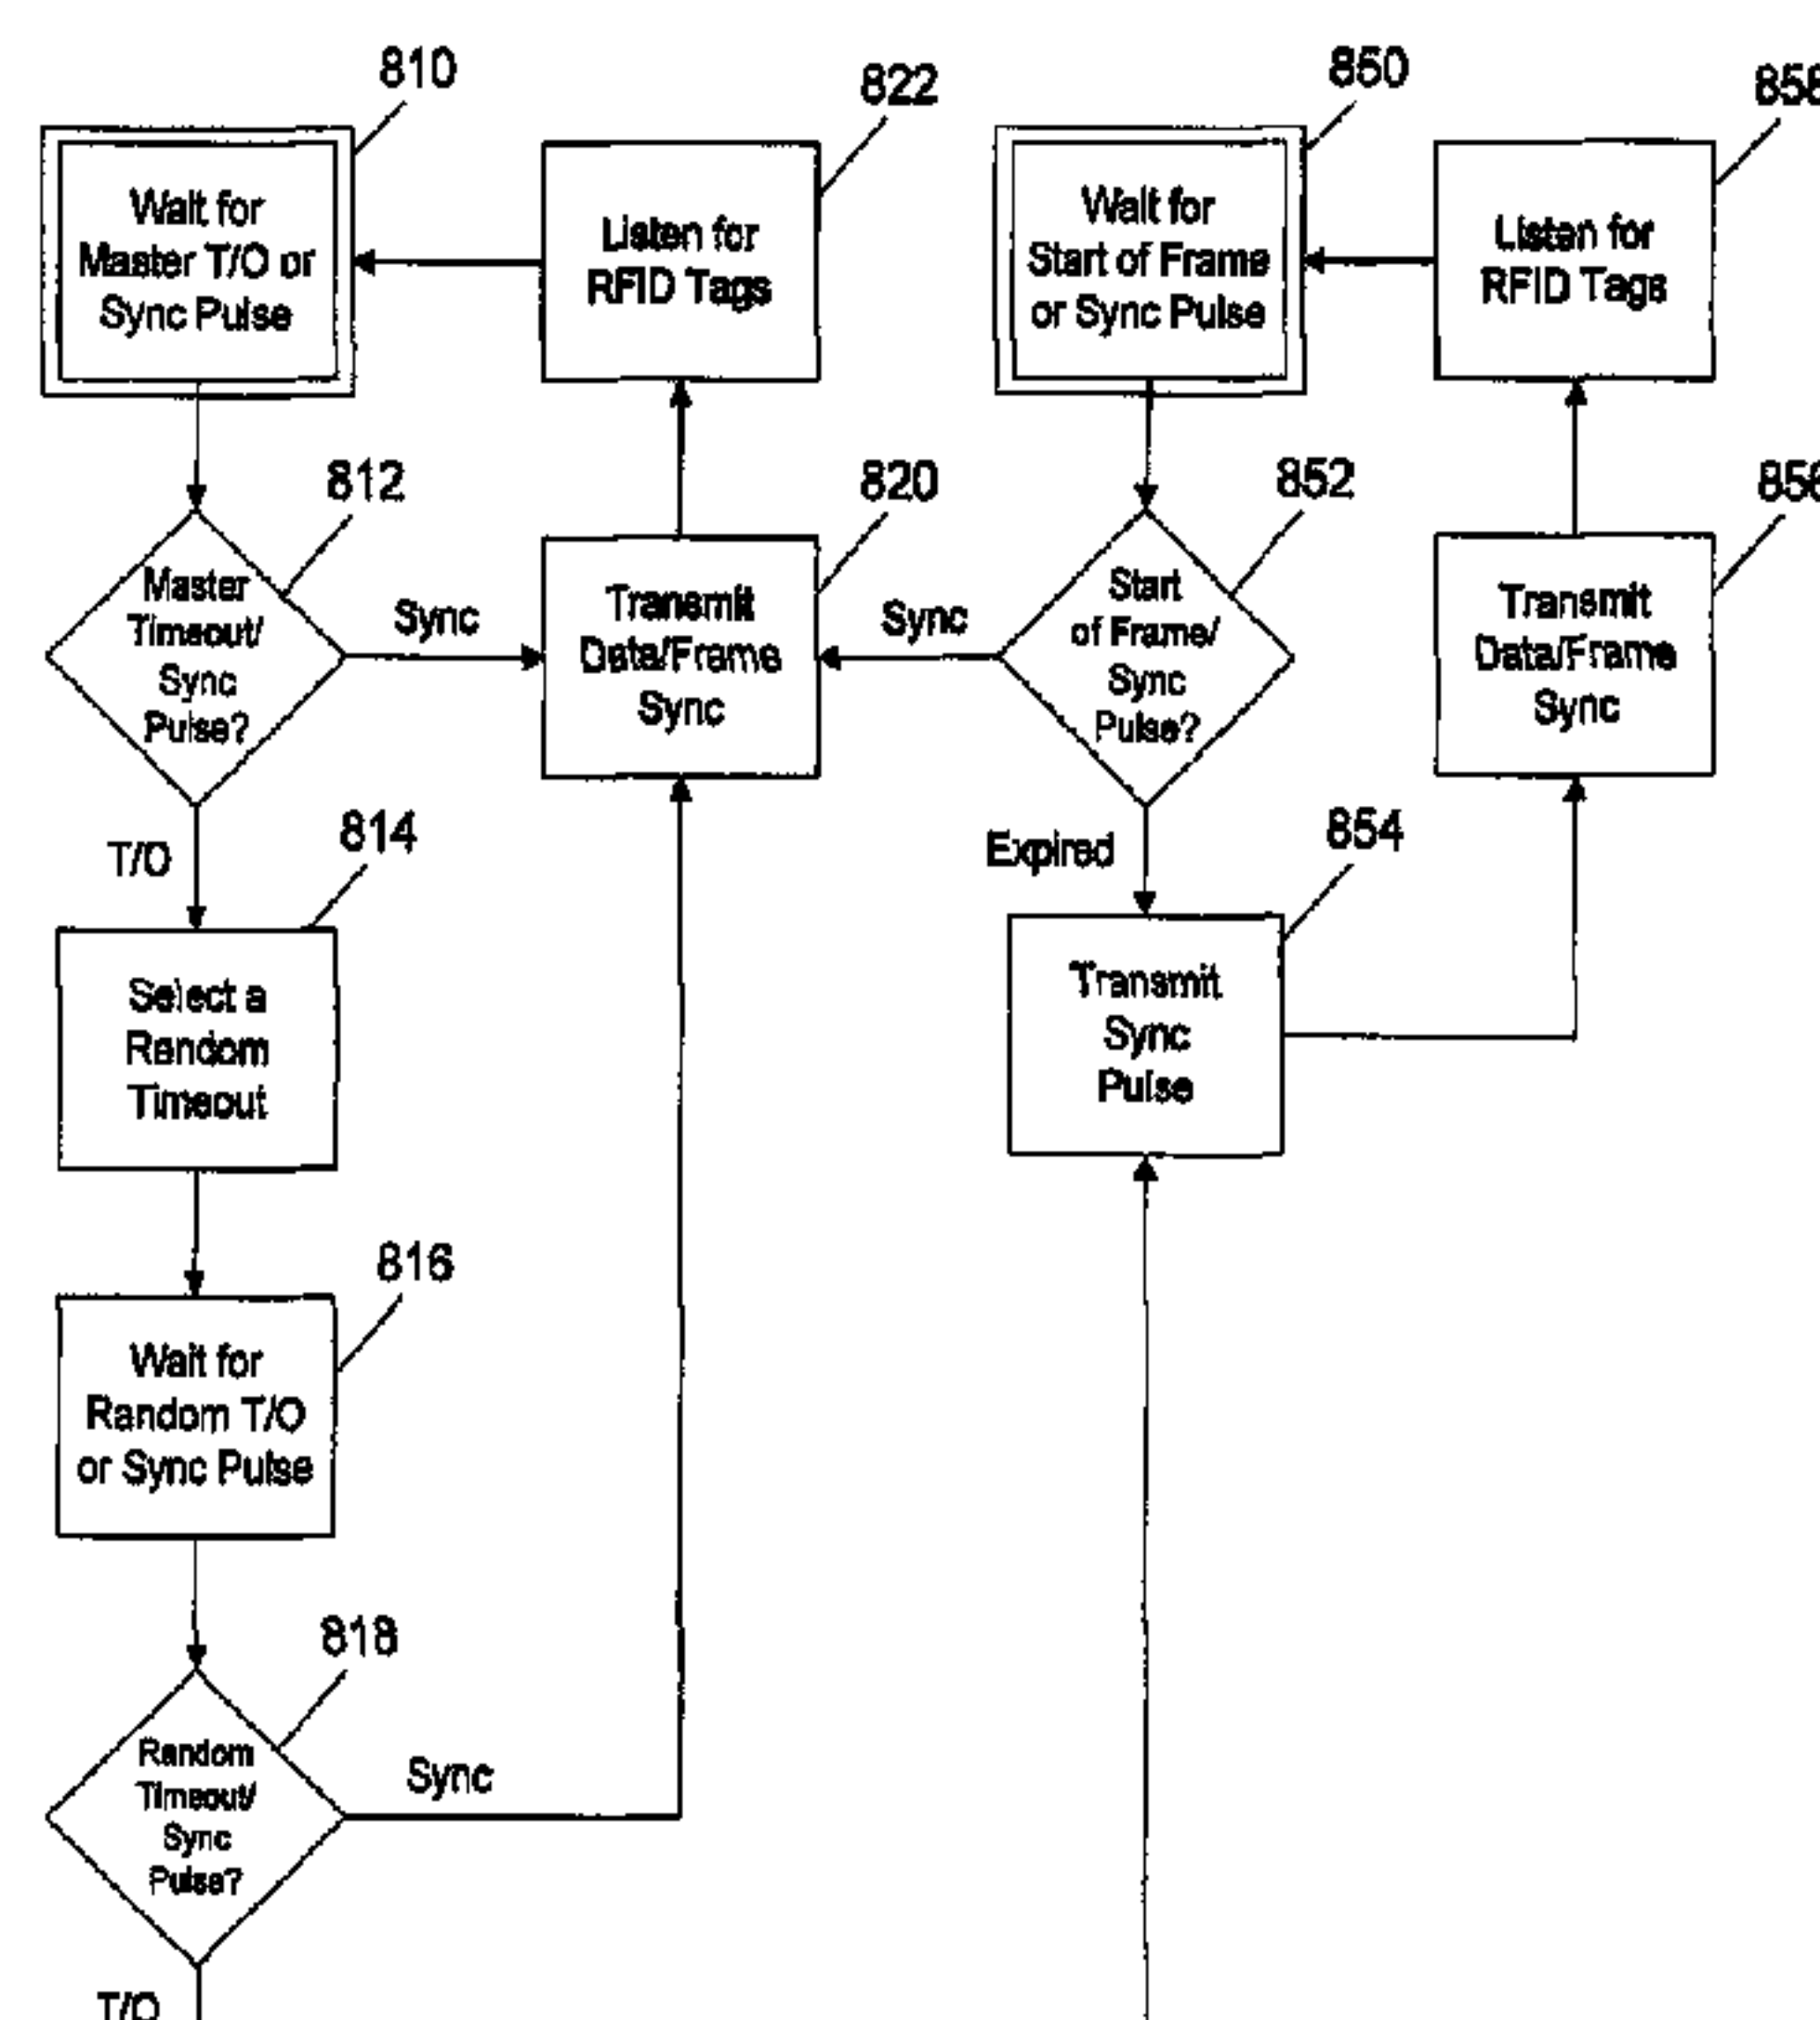 810
Wait for
Master T/O or
Sync Pulse
822
Listen for
RFID Tags
850
Wait for
Start of Frame
or Sync Pulse
858
Listen for
RFID Tags
812
Master
Timeout/
Sync
Pulse?
Sync
820
Transmit
Data/Frame
Sync
Sync
852
Start
of Frame/
Sync
Pulse?
856
Transmit
Data/Frame
Sync
T/O
814
Select a
Random
Timeout
Expired
854
Transmit
Sync
Pulse
816
Wait for
Random T/O
or Sync Pulse
818
Random
Timeout/
Sync
Pulse?
Sync
T/O